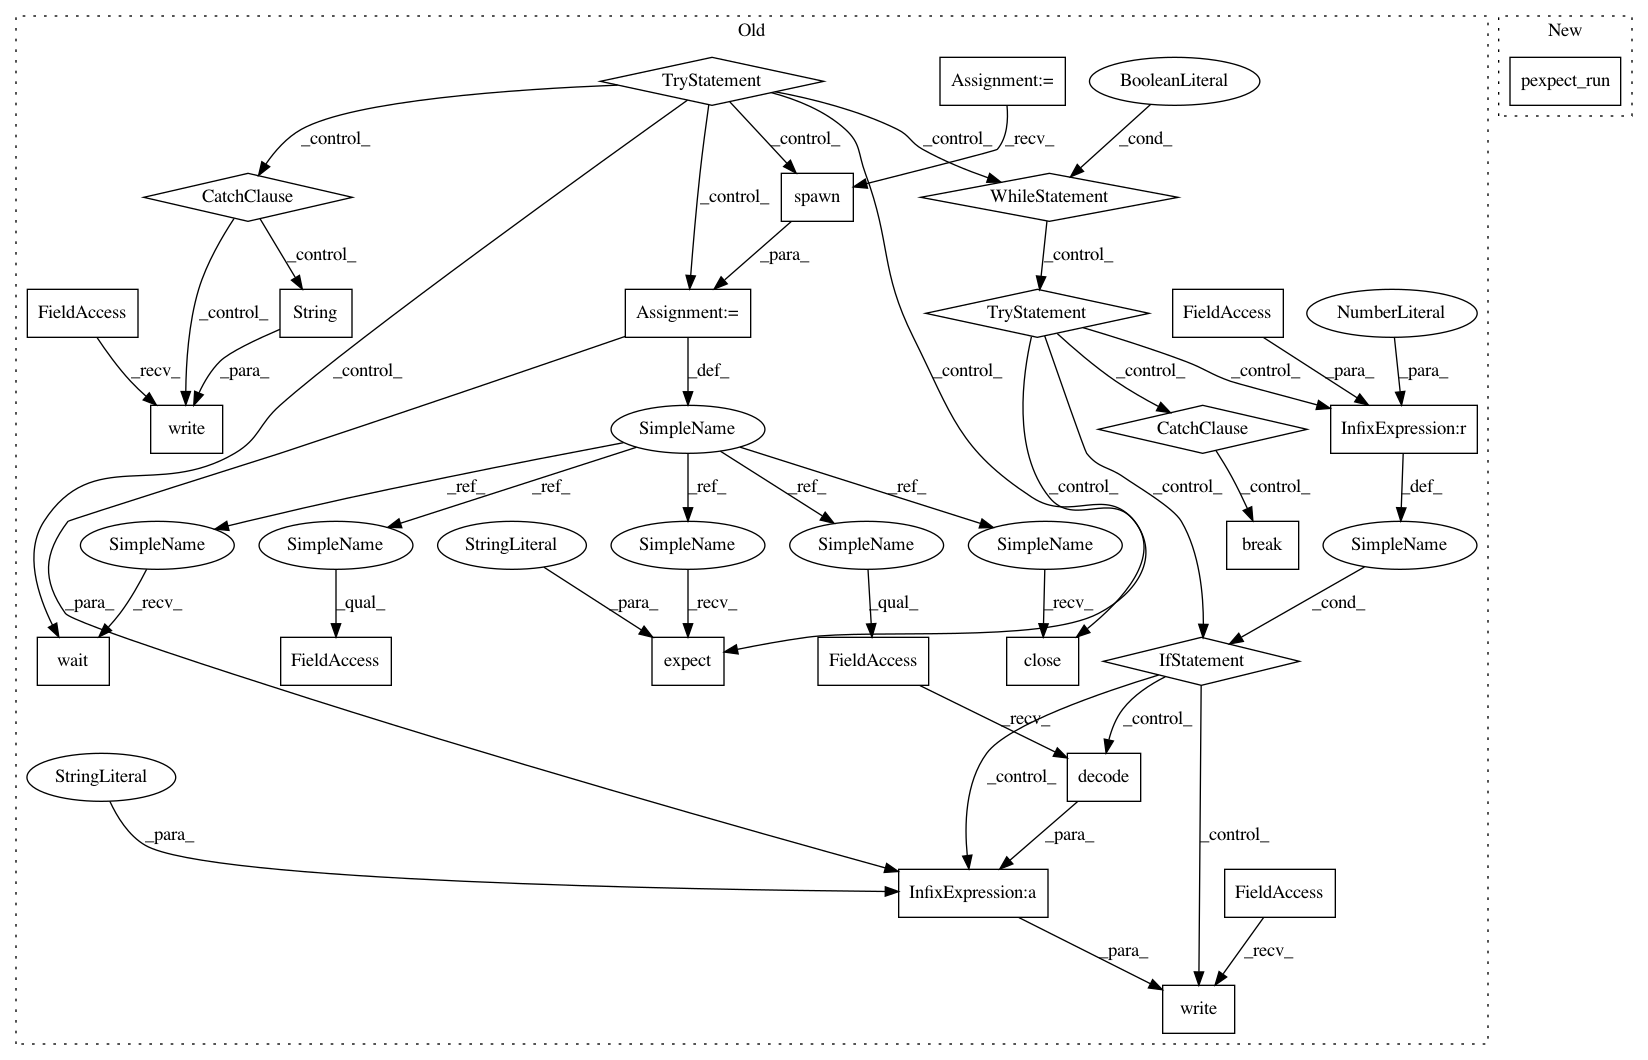 Old
New
TryStatement
Assignment:=
BooleanLiteral
pexpect_run
_control_
_control_
_control_
_recv_
_cond_
CatchClause
spawn
WhileStatement
_control_
_control_
_para_
_control_
FieldAccess
String
Assignment:=
TryStatement
FieldAccess
NumberLiteral
_control_
_recv_
_para_
_control_
_def_
_control_
_control_
_control_
_para_
_para_
write
SimpleName
CatchClause
InfixExpression:r
_ref_
_ref_
_ref_
_ref_
_ref_
_control_
_control_
_control_
_def_
SimpleName
SimpleName
StringLiteral
SimpleName
SimpleName
SimpleName
break
SimpleName
_para_
_recv_
_qual_
_para_
_recv_
_qual_
_recv_
_cond_
wait
FieldAccess
expect
FieldAccess
close
IfStatement
_recv_
_control_
StringLiteral
decode
_control_
_para_
_para_
_control_
InfixExpression:a
FieldAccess
_para_
_recv_
write